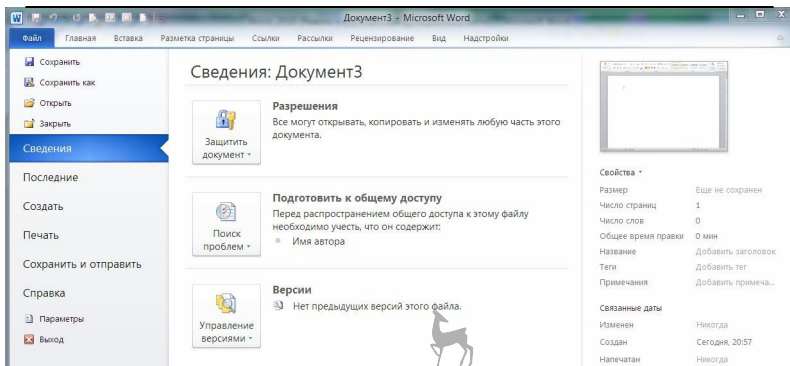 Документ3 - Microsoft Word
Файл Главная Вставка Разметка страницы Ссылки Рассылки Рецензирование Вид Надстройки
Сохранить
Сохранить как
Открыть
Закрыть
Сведения
Последние
Создать
Печать
Сохранить и отправить
Справка
Параметры
Выход
Сведения: Документ3
Защитить
документ
Разрешения
Все могут открывать, копировать и изменять любую часть этого
документа.
Поиск
проблем
Подготовить к общему доступу
Перед распространением общего доступа к этому файлу
необходимо учесть, что он содержит:
Имя автора
Управление
версиями
Версии
Нет предыдущих версий этого файла.
Свойства
Размер Еще не сохранен
Число страниц 1
Число слов 0
Общее время правки 0 мин
Название Добавить заголовок
Теги Добавить тег
Примечания Добавить примеча...
Связанные даты
Изменен Никогда
Создан Сегодня, 20:57
Напечатан Никогда